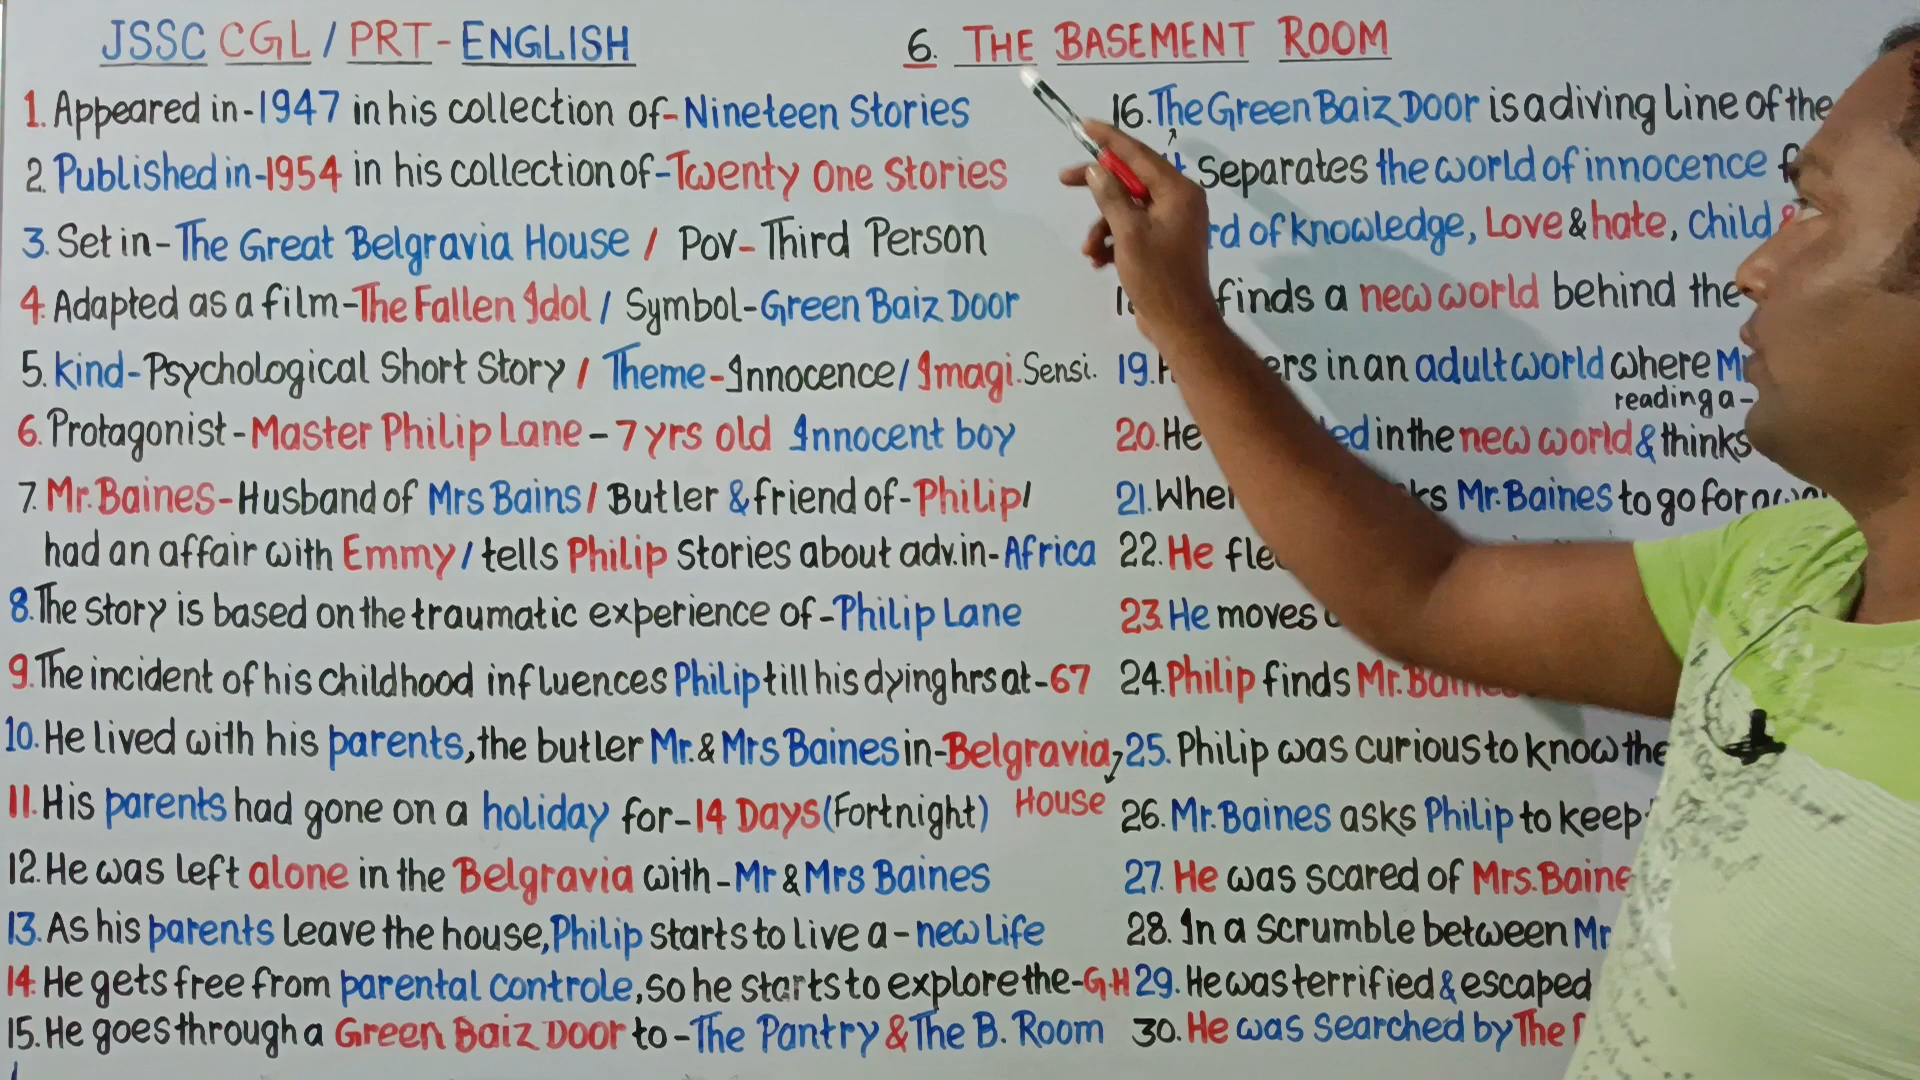 JSSC CGL / PRT - ENGLISH
6. THE BASEMENT ROOM
1. Appeared in - 1947 in his collection of - Nineteen Stories
2. Published in - 1954 in his collection of - Twenty One Stories
3. Set in - The Great Belgravia House / Pov - Third Person
4. Adapted as a film - The Fallen Idol / Symbol - Green Baiz Door
5. Kind - Psychological Short Story / Theme - Innocence / Imagi. Sensi.
6. Protagonist - Master Philip Lane - 7 yrs old Innocent boy
7. Mr. Baines - Husband of Mrs Bains / Butler & friend of - Philip /
had an affair with Emmy / tells Philip stories about adv. in - Africa
8. The story is based on the traumatic experience of - Philip Lane
9. The incident of his childhood influences Philip till his dying hrs at - 67
10. He lived with his parents, the butler Mr. & Mrs Baines in - Belgravia
House
11. His parents had gone on a holiday for - 14 Days (Fortnight)
12. He was left alone in the Belgravia with - Mr & Mrs Baines
13. As his parents leave the house, Philip starts to live a - new life
14. He gets free from parental controle, so he starts to explore the - G.H
15. He goes through a Green Baiz Door to - The Pantry & The B. Room
16. The Green Baiz Door is a diving line of the
separates the world of innocence
of knowledge, Love & hate, child &
finds a new world behind the
19. in an adult world where
reading a -
20. He in the new world & thinks
21. Mr. Baines to go for a
22. He
23. He moves
24. Philip finds Mr. Baines
25. Philip was curious to know the
26. Mr. Baines asks Philip to keep
27. He was scared of Mrs. Baine
28. In a scrumble between Mr
29. He was terrified & escaped
30. He was searched by The